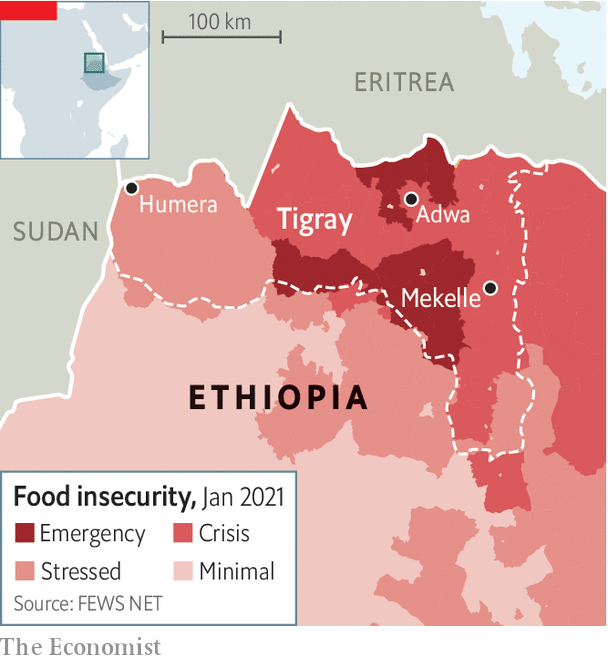 100 km
ERITREA
Humera
Adwa
Tigray
SUDAN
Mekelle
ETHIOPIA
Food insecurity, Jan 2021
Emergency Crisis
Stressed Minimal
Source: FEWS NET
The Economist